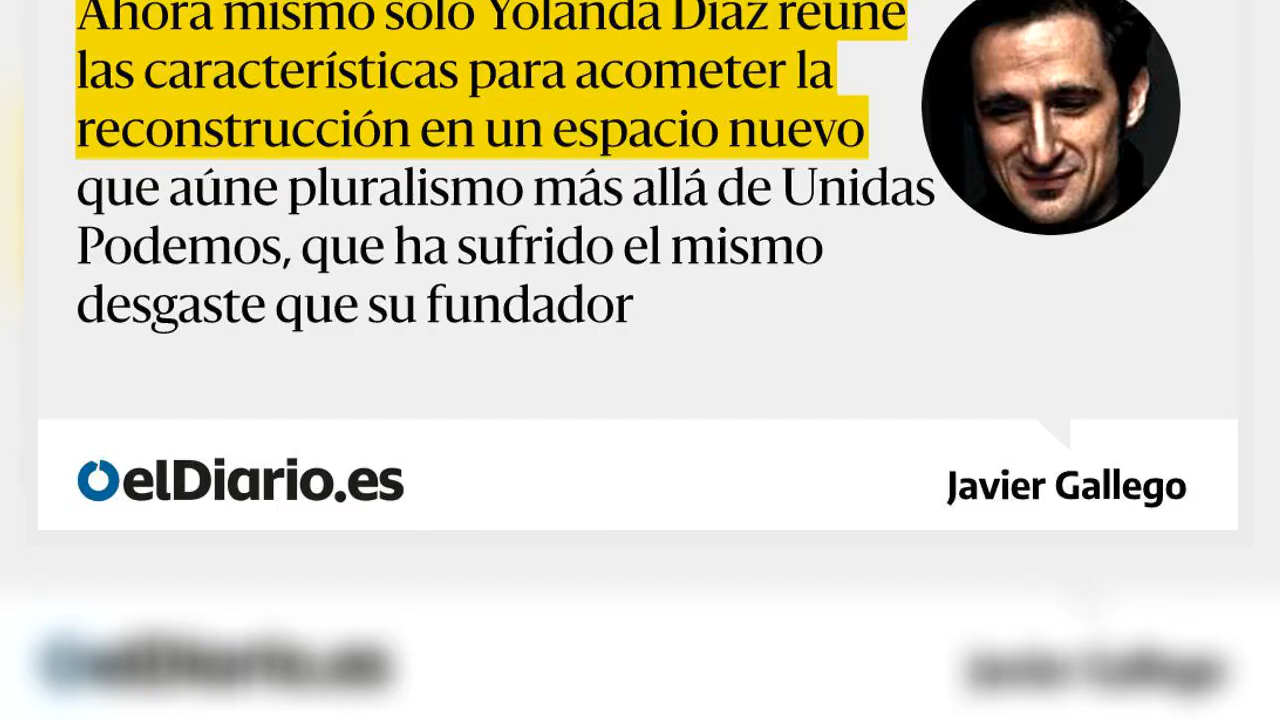 Ahora mismo solo Yolanda Díaz reúne
las características para acometer la
reconstrucción en un espacio nuevo
que aúne pluralismo más allá de Unidas
Podemos, que ha sufrido el mismo
desgaste que su fundador
elDiario.es
Javier Gallego